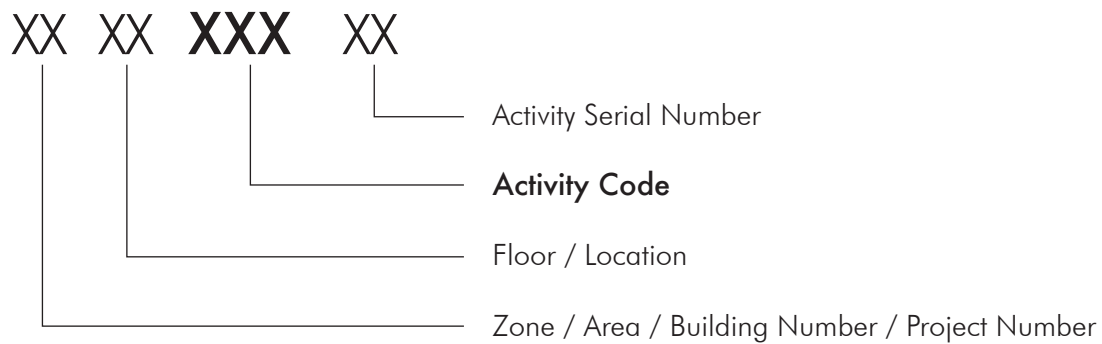 XX XX XXX XX
Activity Serial Number
Activity Code
Floor / Location
Zone / Area / Building Number / Project Number